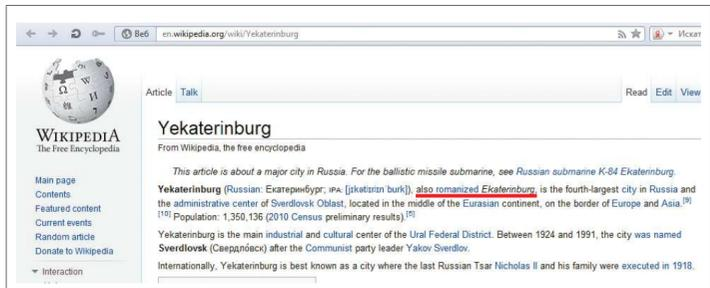 Веб en.wikipedia.org/wiki/Yekaterinburg Искат
Article Talk Read Edit View
WIKIPEDIA
The Free Encyclopedia
Yekaterinburg
From Wikipedia, the free encyclopedia
This article is about a major city in Russia. For the ballistic missile submarine, see Russian submarine K-84 Ekaterinburg.
Yekaterinburg (Russian: Екатеринбург; IPA: [jɪkətʲɪrʲɪnˈburk]), also romanized Ekaterinburg, is the fourth-largest city in Russia and
the administrative center of Sverdlovsk Oblast, located in the middle of the Eurasian continent, on the border of Europe and Asia.[9]
[10] Population: 1,350,136 (2010 Census preliminary results).[5]
Yekaterinburg is the main industrial and cultural center of the Ural Federal District. Between 1924 and 1991, the city was named
Sverdlovsk (Свердло́вск) after the Communist party leader Yakov Sverdlov.
Internationally, Yekaterinburg is best known as a city where the last Russian Tsar Nicholas II and his family were executed in 1918.
Main page
Contents
Featured content
Current events
Random article
Donate to Wikipedia
Interaction